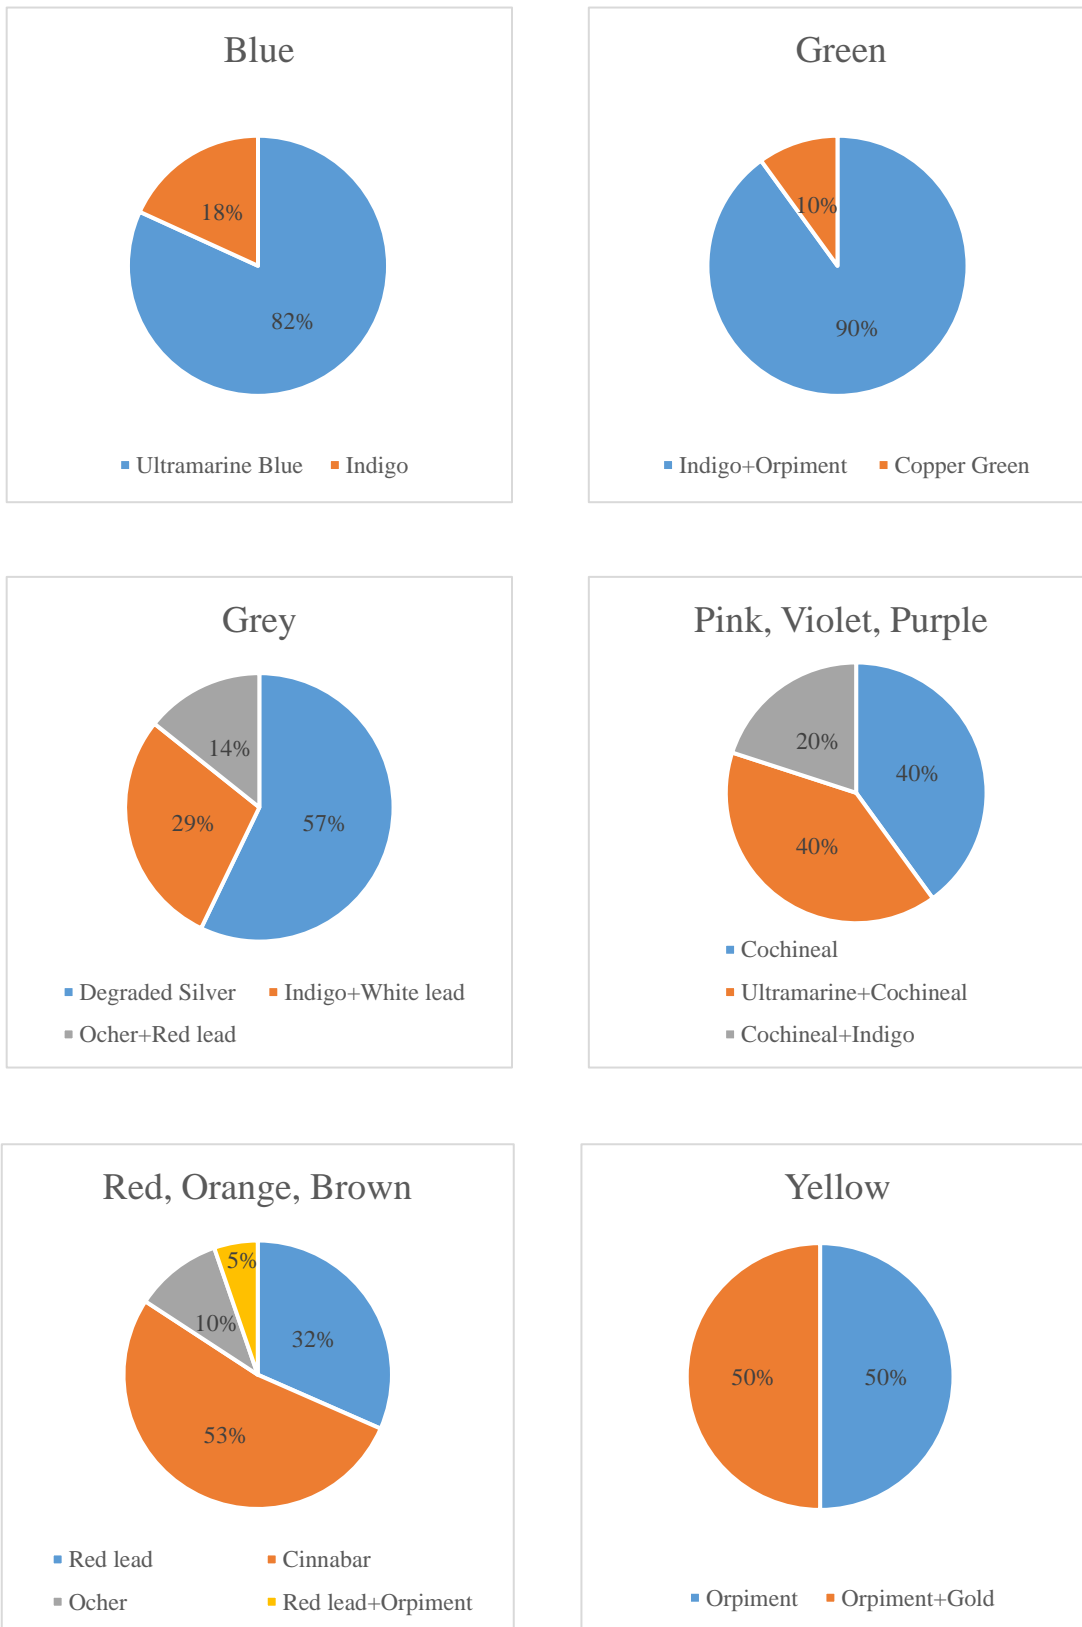 Blue
18%
82%
Ultramarine Blue Indigo
Green
10%
90%
Indigo+Orpiment Copper Green
Grey
14%
29% 57%
Degraded Silver Indigo+White lead
Ocher+Red lead
Pink, Violet, Purple
20%
40%
40%
Cochineal
Ultramarine+Cochineal
Cochineal+Indigo
Red, Orange, Brown
5%
10%
32%
53%
Red lead Cinnabar
Ocher Red lead+Orpiment
Yellow
50% 50%
Orpiment Orpiment+Gold